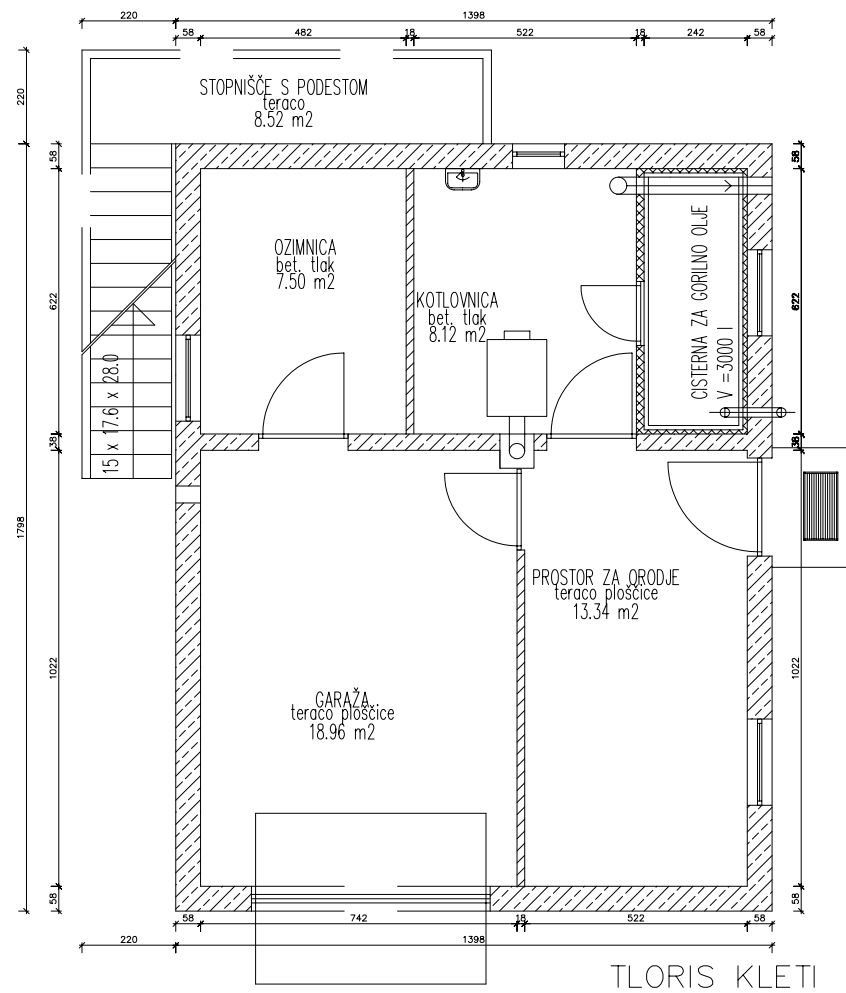 220
1398
58
482
18
522
18
242
58
220
STOPNIŠČE S PODESTOM
teraco
8.52 m2
58
58
OZIMNICA
bet. tlak
7.50 m2
KOTLOVNICA
bet. tlak
8.12 m2
CISTERNA ZA GORILNO OLJE
V =3000 l
622
622
15 x 17.6 x 28.0
38
38
1798
PROSTOR ZA ORODJE
teraco ploščice
13.34 m2
1022
1022
GARAŽA
teraco ploščice
18.96 m2
58
58
58
742
18
522
58
220
1398
TLORIS KLETI